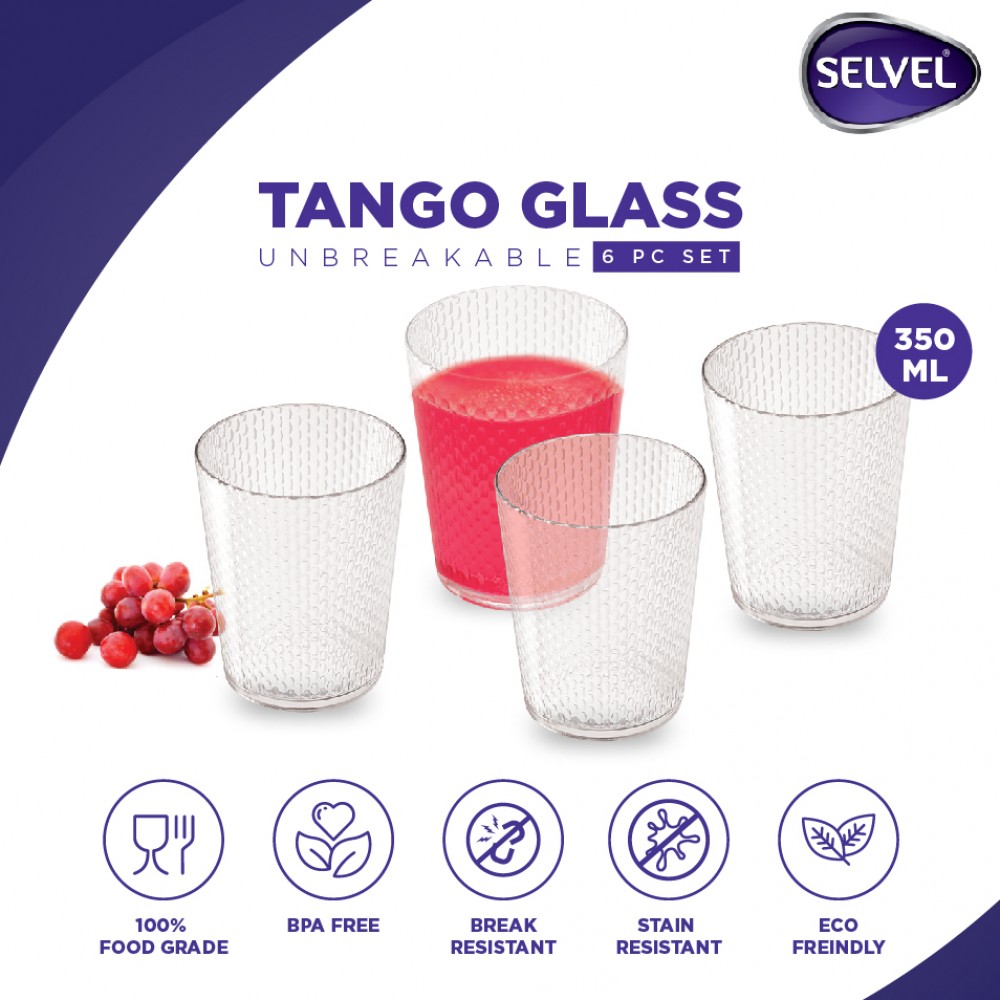 SELVEL®
TANGO GLASS
UNBREAKABLE 6 PC SET
350
ML
100%
FOOD GRADE
BPA FREE
BREAK
RESISTANT
STAIN
RESISTANT
ECO
FREINDLY